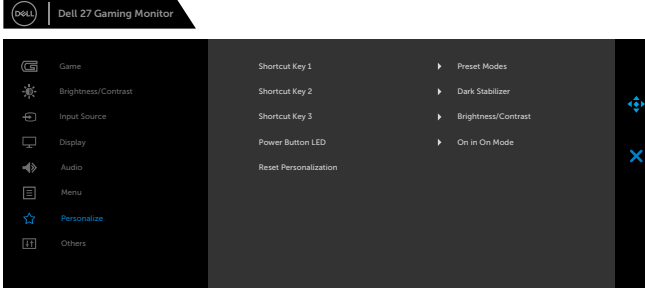 DELL Dell 27 Gaming Monitor
Game Shortcut Key 1 Preset Modes
Brightness/Contrast Shortcut Key 2 Dark Stabilizer
Input Source Shortcut Key 3 Brightness/Contrast
Display Power Button LED On in On Mode
Audio Reset Personalization
Menu
Personalize
Others